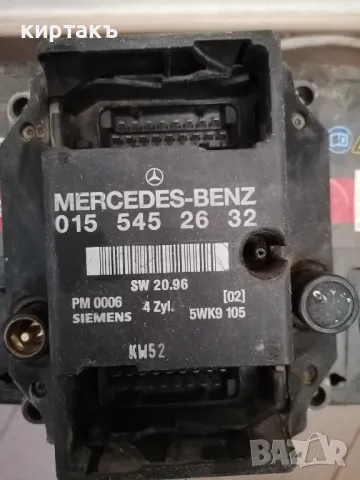 киртакъ
MERCEDES-BENZ
015 545 26 32
SW 20.96
PM 0006 4 Zyl. [02]
SIEMENS 5WK9 105
KW52
BAZAR